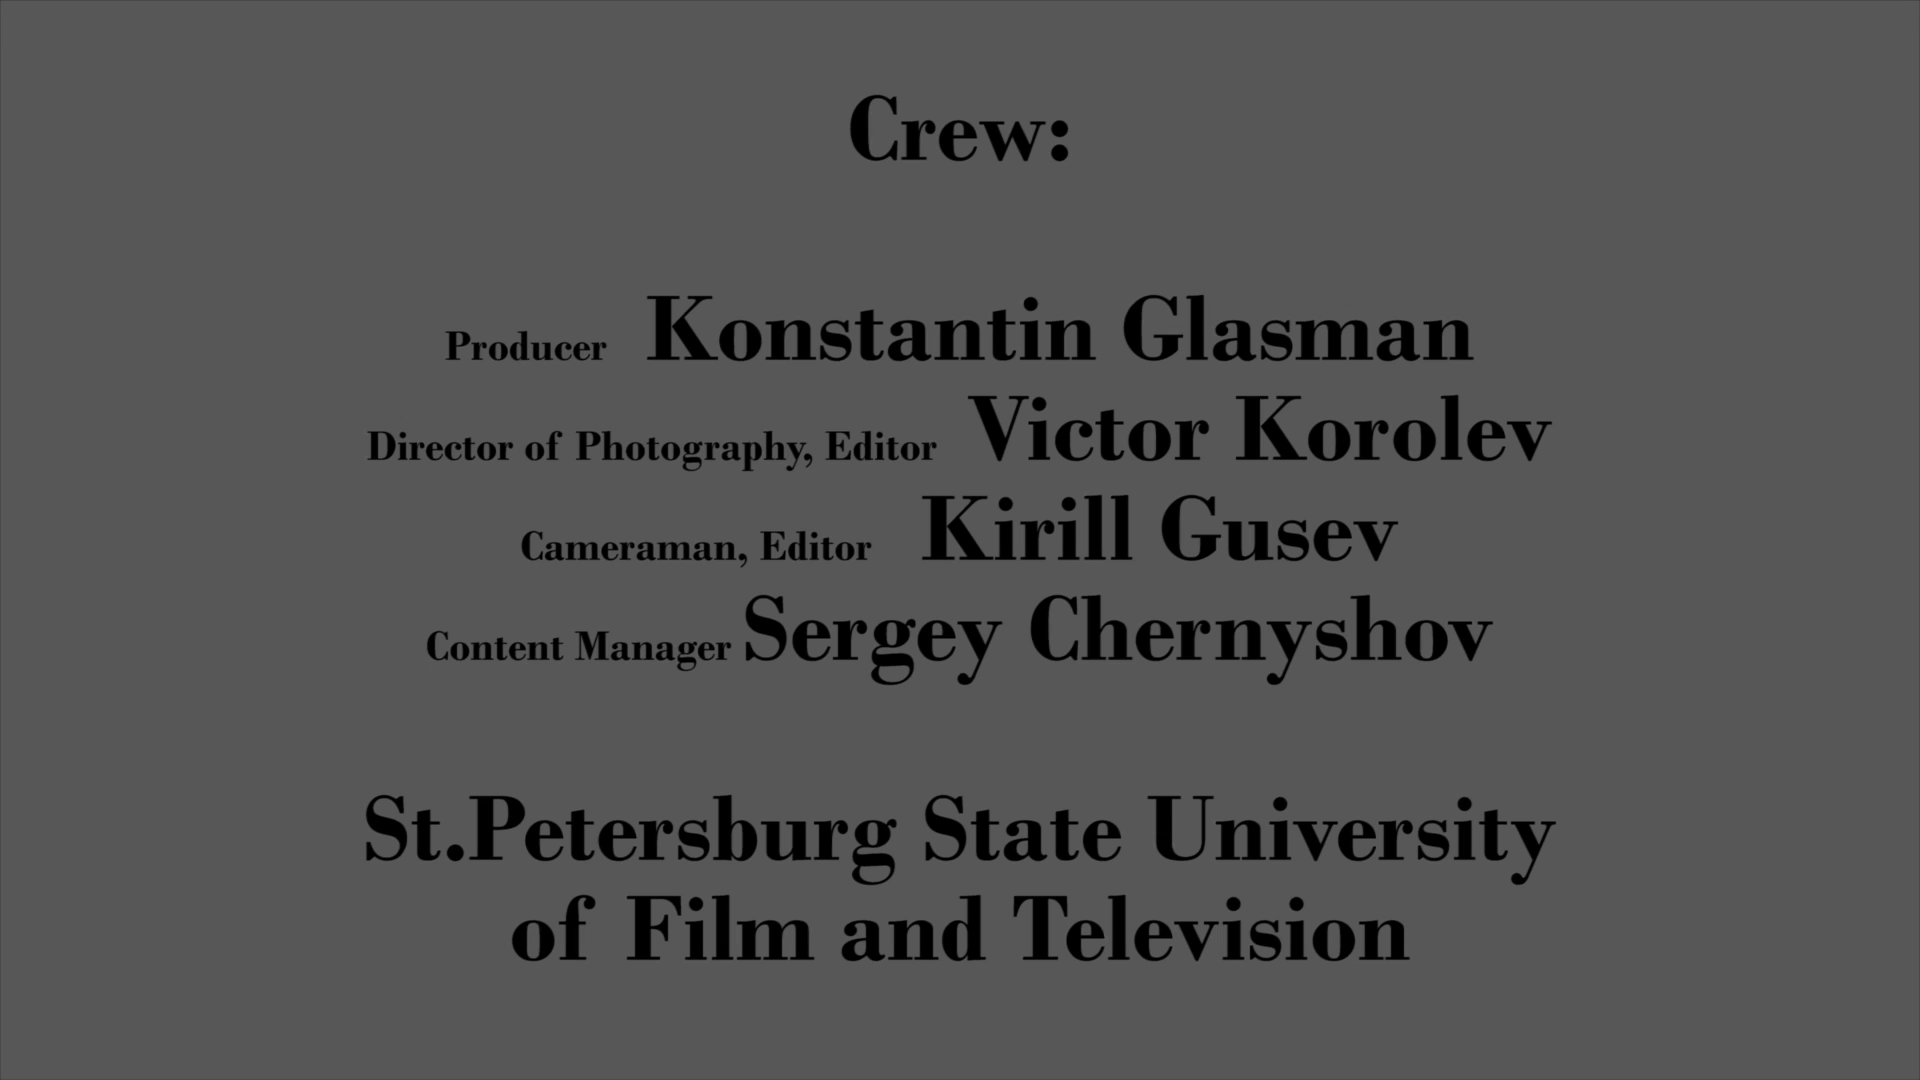 Crew:
Producer Konstantin Glasman
Director of Photography, Editor Victor Korolev
Cameraman, Editor Kirill Gusev
Content Manager Sergey Chernyshov
St.Petersburg State University
of Film and Television